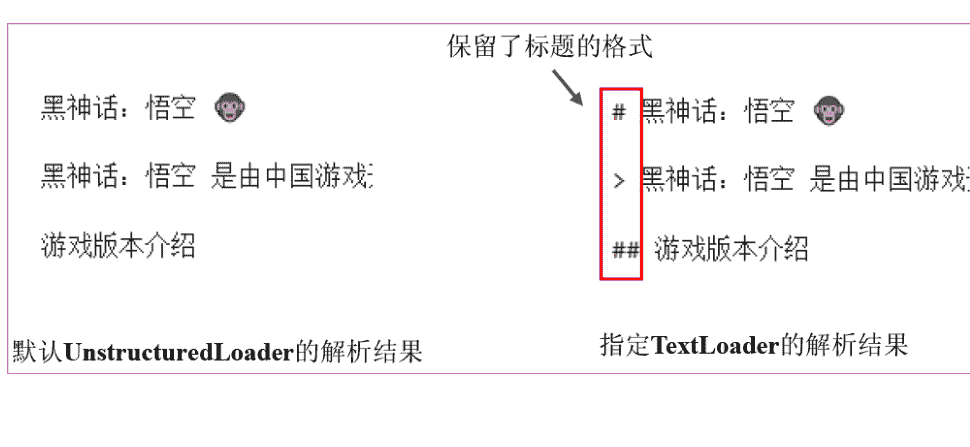 保留了标题的格式
黑神话：悟空 🐵
黑神话：悟空 是由中国游戏
游戏版本介绍
默认UnstructuredLoader的解析结果
# 黑神话：悟空 🐵
> 黑神话：悟空 是由中国游戏
## 游戏版本介绍
指定TextLoader的解析结果